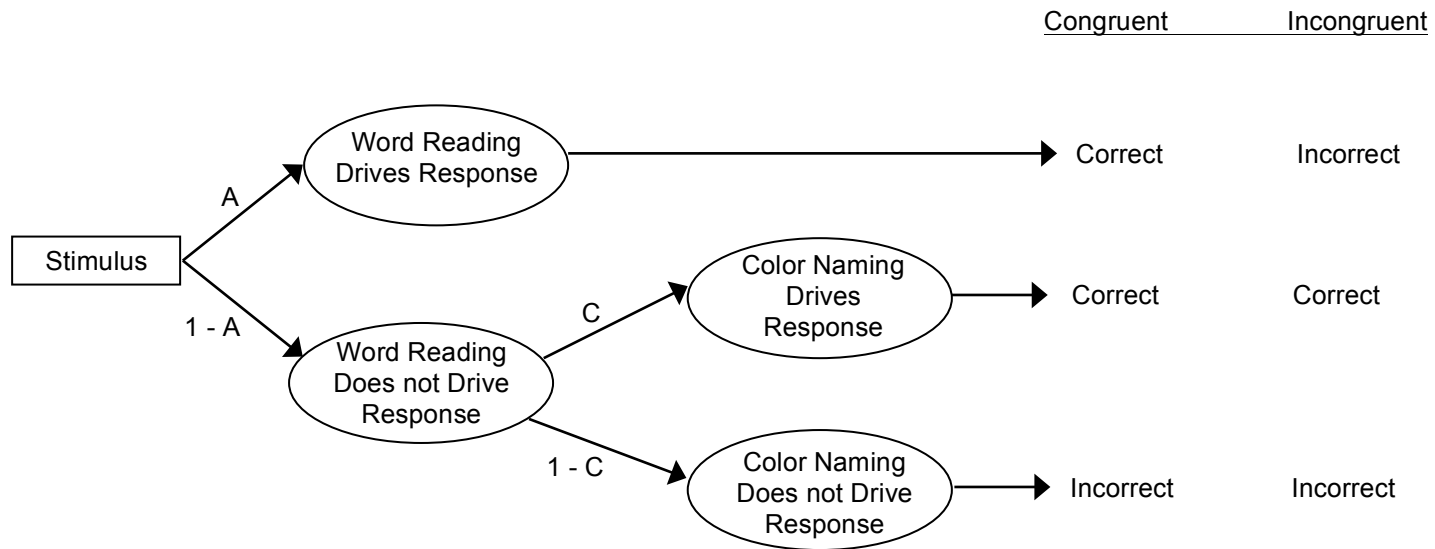 Congruent Incongruent
Word Reading
Drives Response
Correct Incorrect
A
Stimulus
Color Naming
Drives
Response
Correct Correct
C
1 - A
Word Reading
Does not Drive
Response
1 - C
Color Naming
Does not Drive
Response
Incorrect Incorrect